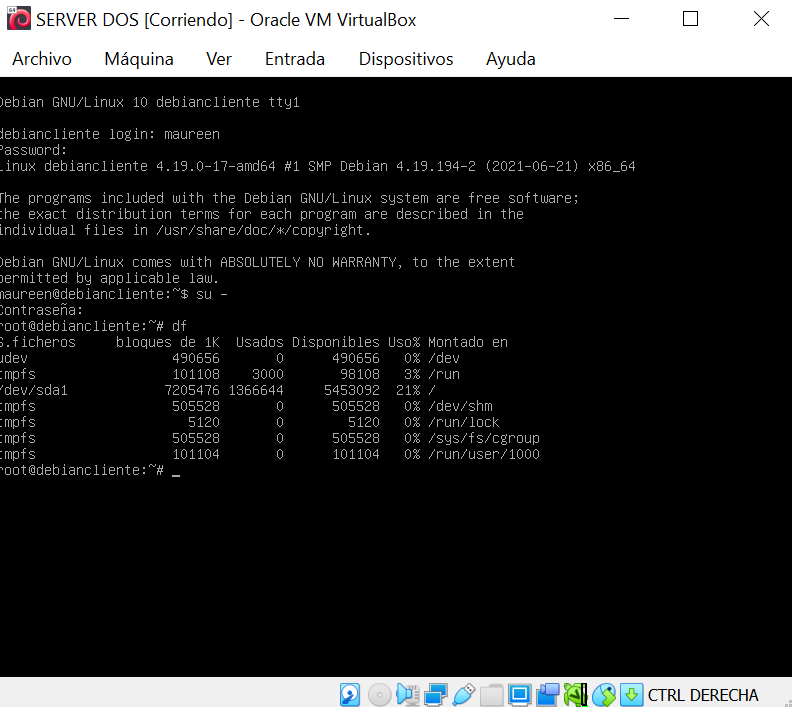 64
SERVER DOS [Corriendo] - Oracle VM VirtualBox
Archivo Máquina Ver Entrada Dispositivos Ayuda
Debian GNU/Linux 10 debiancliente tty1
debiancliente login: maureen
Password:
Linux debiancliente 4.19.0-17-amd64 #1 SMP Debian 4.19.194-2 (2021-06-21) x86_64
The programs included with the Debian GNU/Linux system are free software;
the exact distribution terms for each program are described in the
individual files in /usr/share/doc/*/copyright.
Debian GNU/Linux comes with ABSOLUTELY NO WARRANTY, to the extent
permitted by applicable law.
maureen@debiancliente:~$ su -
Contraseña:
root@debiancliente:~# df
S.ficheros bloques de 1K Usados Disponibles Uso% Montado en
udev 490656 0 490656 0% /dev
tmpfs 101108 3000 98108 3% /run
/dev/sda1 7205476 1366644 5453092 21% /
tmpfs 505528 0 505528 0% /dev/shm
tmpfs 5120 0 5120 0% /run/lock
tmpfs 505528 0 505528 0% /sys/fs/cgroup
tmpfs 101104 0 101104 0% /run/user/1000
root@debiancliente:~# _
CTRL DERECHA